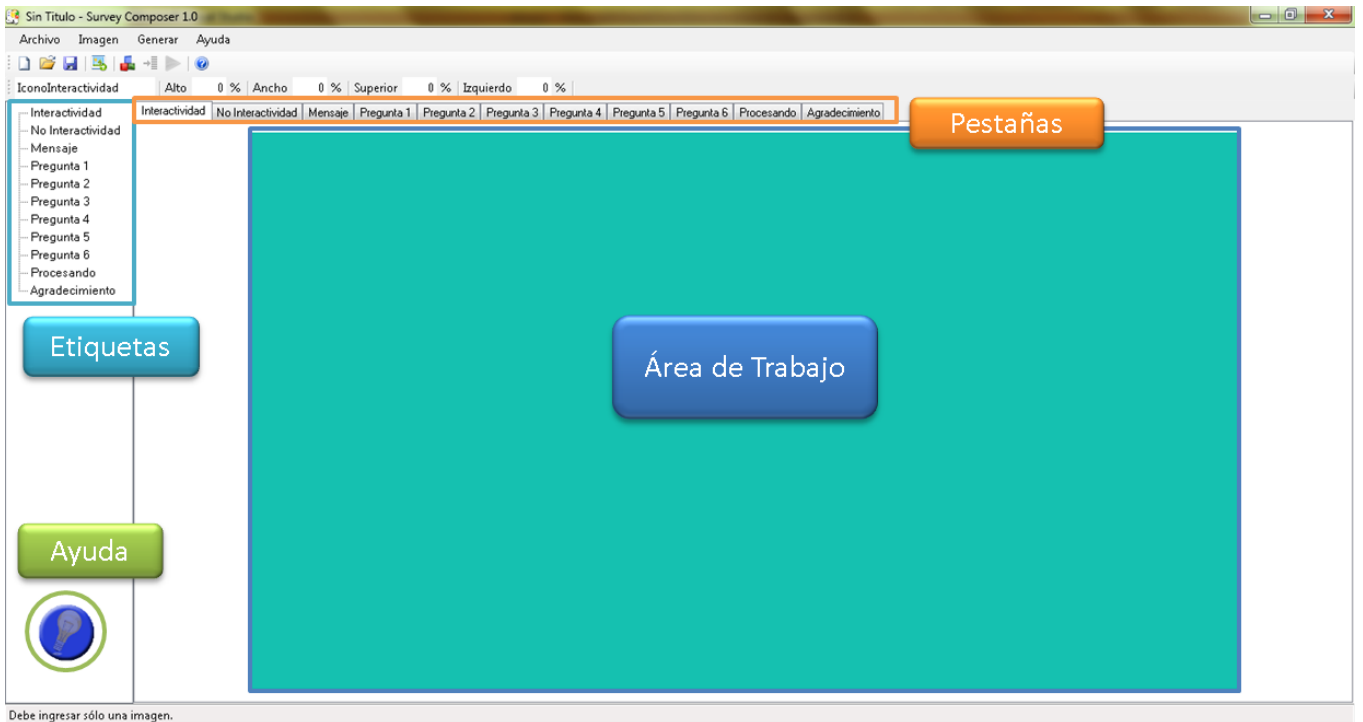 Sin Titulo - Survey Composer 1.0
Archivo Imagen Generar Ayuda
IconoInteractividad Alto 0 % Ancho 0 % Superior 0 % Izquierdo 0 %
Interactividad No Interactividad Mensaje Pregunta 1 Pregunta 2 Pregunta 3 Pregunta 4 Pregunta 5 Pregunta 6 Procesando Agradecimiento
Pestañas
Interactividad
No Interactividad
Mensaje
Pregunta 1
Pregunta 2
Pregunta 3
Pregunta 4
Pregunta 5
Pregunta 6
Procesando
Agradecimiento
Etiquetas
Área de Trabajo
Ayuda
Debe ingresar sólo una imagen.